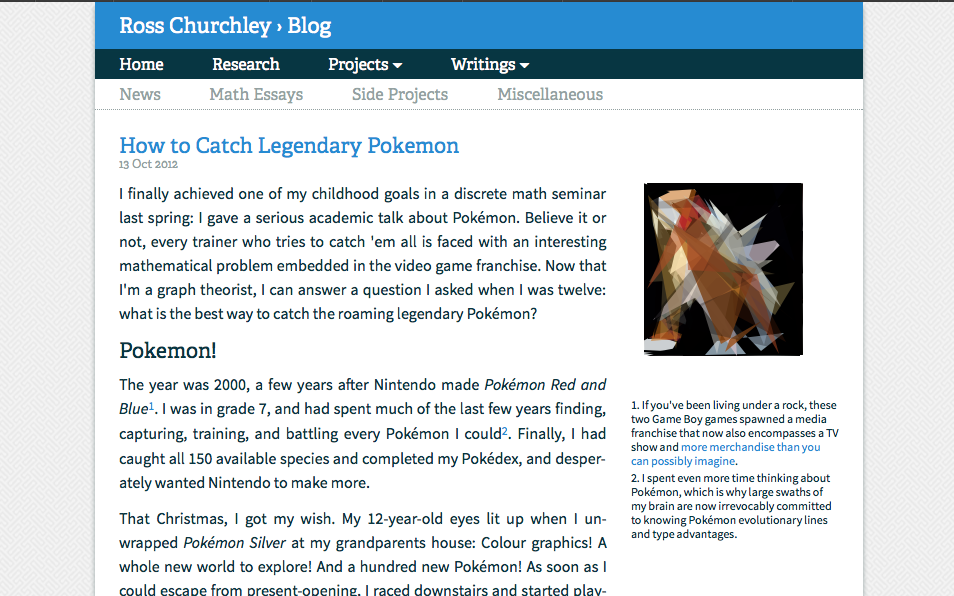 Ross Churchley › Blog
Home Research Projects Writings
News Math Essays Side Projects Miscellaneous
How to Catch Legendary Pokemon
13 Oct 2012
I finally achieved one of my childhood goals in a discrete math seminar
last spring: I gave a serious academic talk about Pokémon. Believe it or
not, every trainer who tries to catch 'em all is faced with an interesting
mathematical problem embedded in the video game franchise. Now that
I'm a graph theorist, I can answer a question I asked when I was twelve:
what is the best way to catch the roaming legendary Pokémon?
Pokemon!
The year was 2000, a few years after Nintendo made Pokémon Red and
Blue1. I was in grade 7, and had spent much of the last few years finding,
capturing, training, and battling every Pokémon I could2. Finally, I had
caught all 150 available species and completed my Pokédex, and desper-
ately wanted Nintendo to make more.
That Christmas, I got my wish. My 12-year-old eyes lit up when I un-
wrapped Pokémon Silver at my grandparents house: Colour graphics! A
whole new world to explore! And a hundred new Pokémon! As soon as I
could escape from present-opening, I raced downstairs and started play-
1. If you've been living under a rock, these
two Game Boy games spawned a media
franchise that now also encompasses a TV
show and more merchandise than you
can possibly imagine.
2. I spent even more time thinking about
Pokémon, which is why large swaths of
my brain are now irrevocably committed
to knowing Pokémon evolutionary lines
and type advantages.